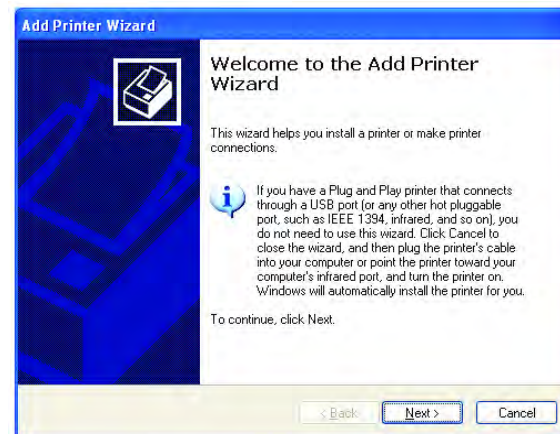 Add Printer Wizard
Welcome to the Add Printer
Wizard
This wizard helps you install a printer or make printer
connections.
If you have a Plug and Play printer that connects
through a USB port (or any other hot pluggable
port, such as IEEE 1394, infrared, and so on), you
do not need to use this wizard. Click Cancel to
close the wizard, and then plug the printer's cable
into your computer or point the printer toward your
computer's infrared port, and turn the printer on.
Windows will automatically install the printer for you.
To continue, click Next.
< Back Next > Cancel